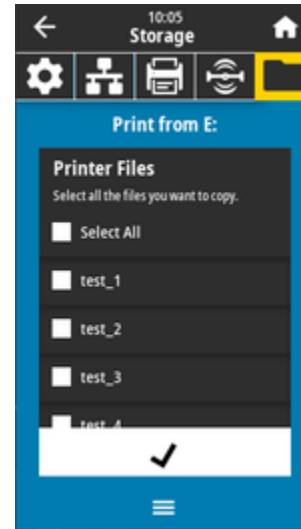 10:05
Storage
Print from E:
Printer Files
Select all the files you want to copy.
Select All
test_1
test_2
test_3
test_4